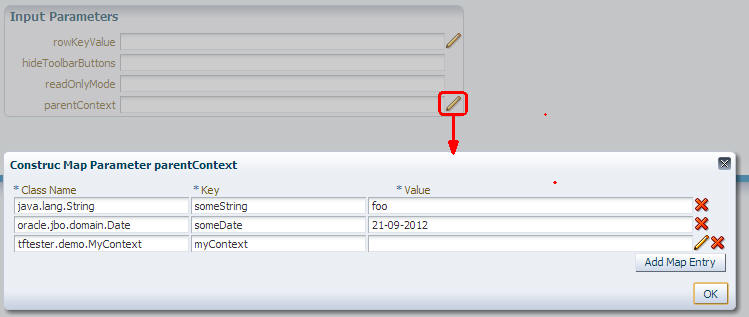 Input Parameters
rowKeyValue
hideToolbarButtons
readOnlyMode
parentContext
Construc Map Parameter parentContext
* Class Name * Key * Value
java.lang.String someString foo
oracle.jbo.domain.Date someDate 21-09-2012
tftester.demo.MyContext myContext
Add Map Entry
OK